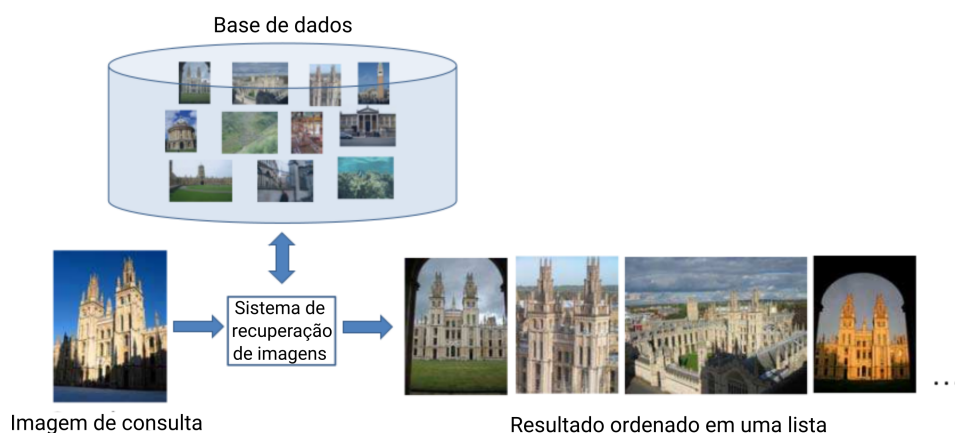 Base de dados
Sistema de
recuperação
de imagens
...
Imagem de consulta
Resultado ordenado em uma lista